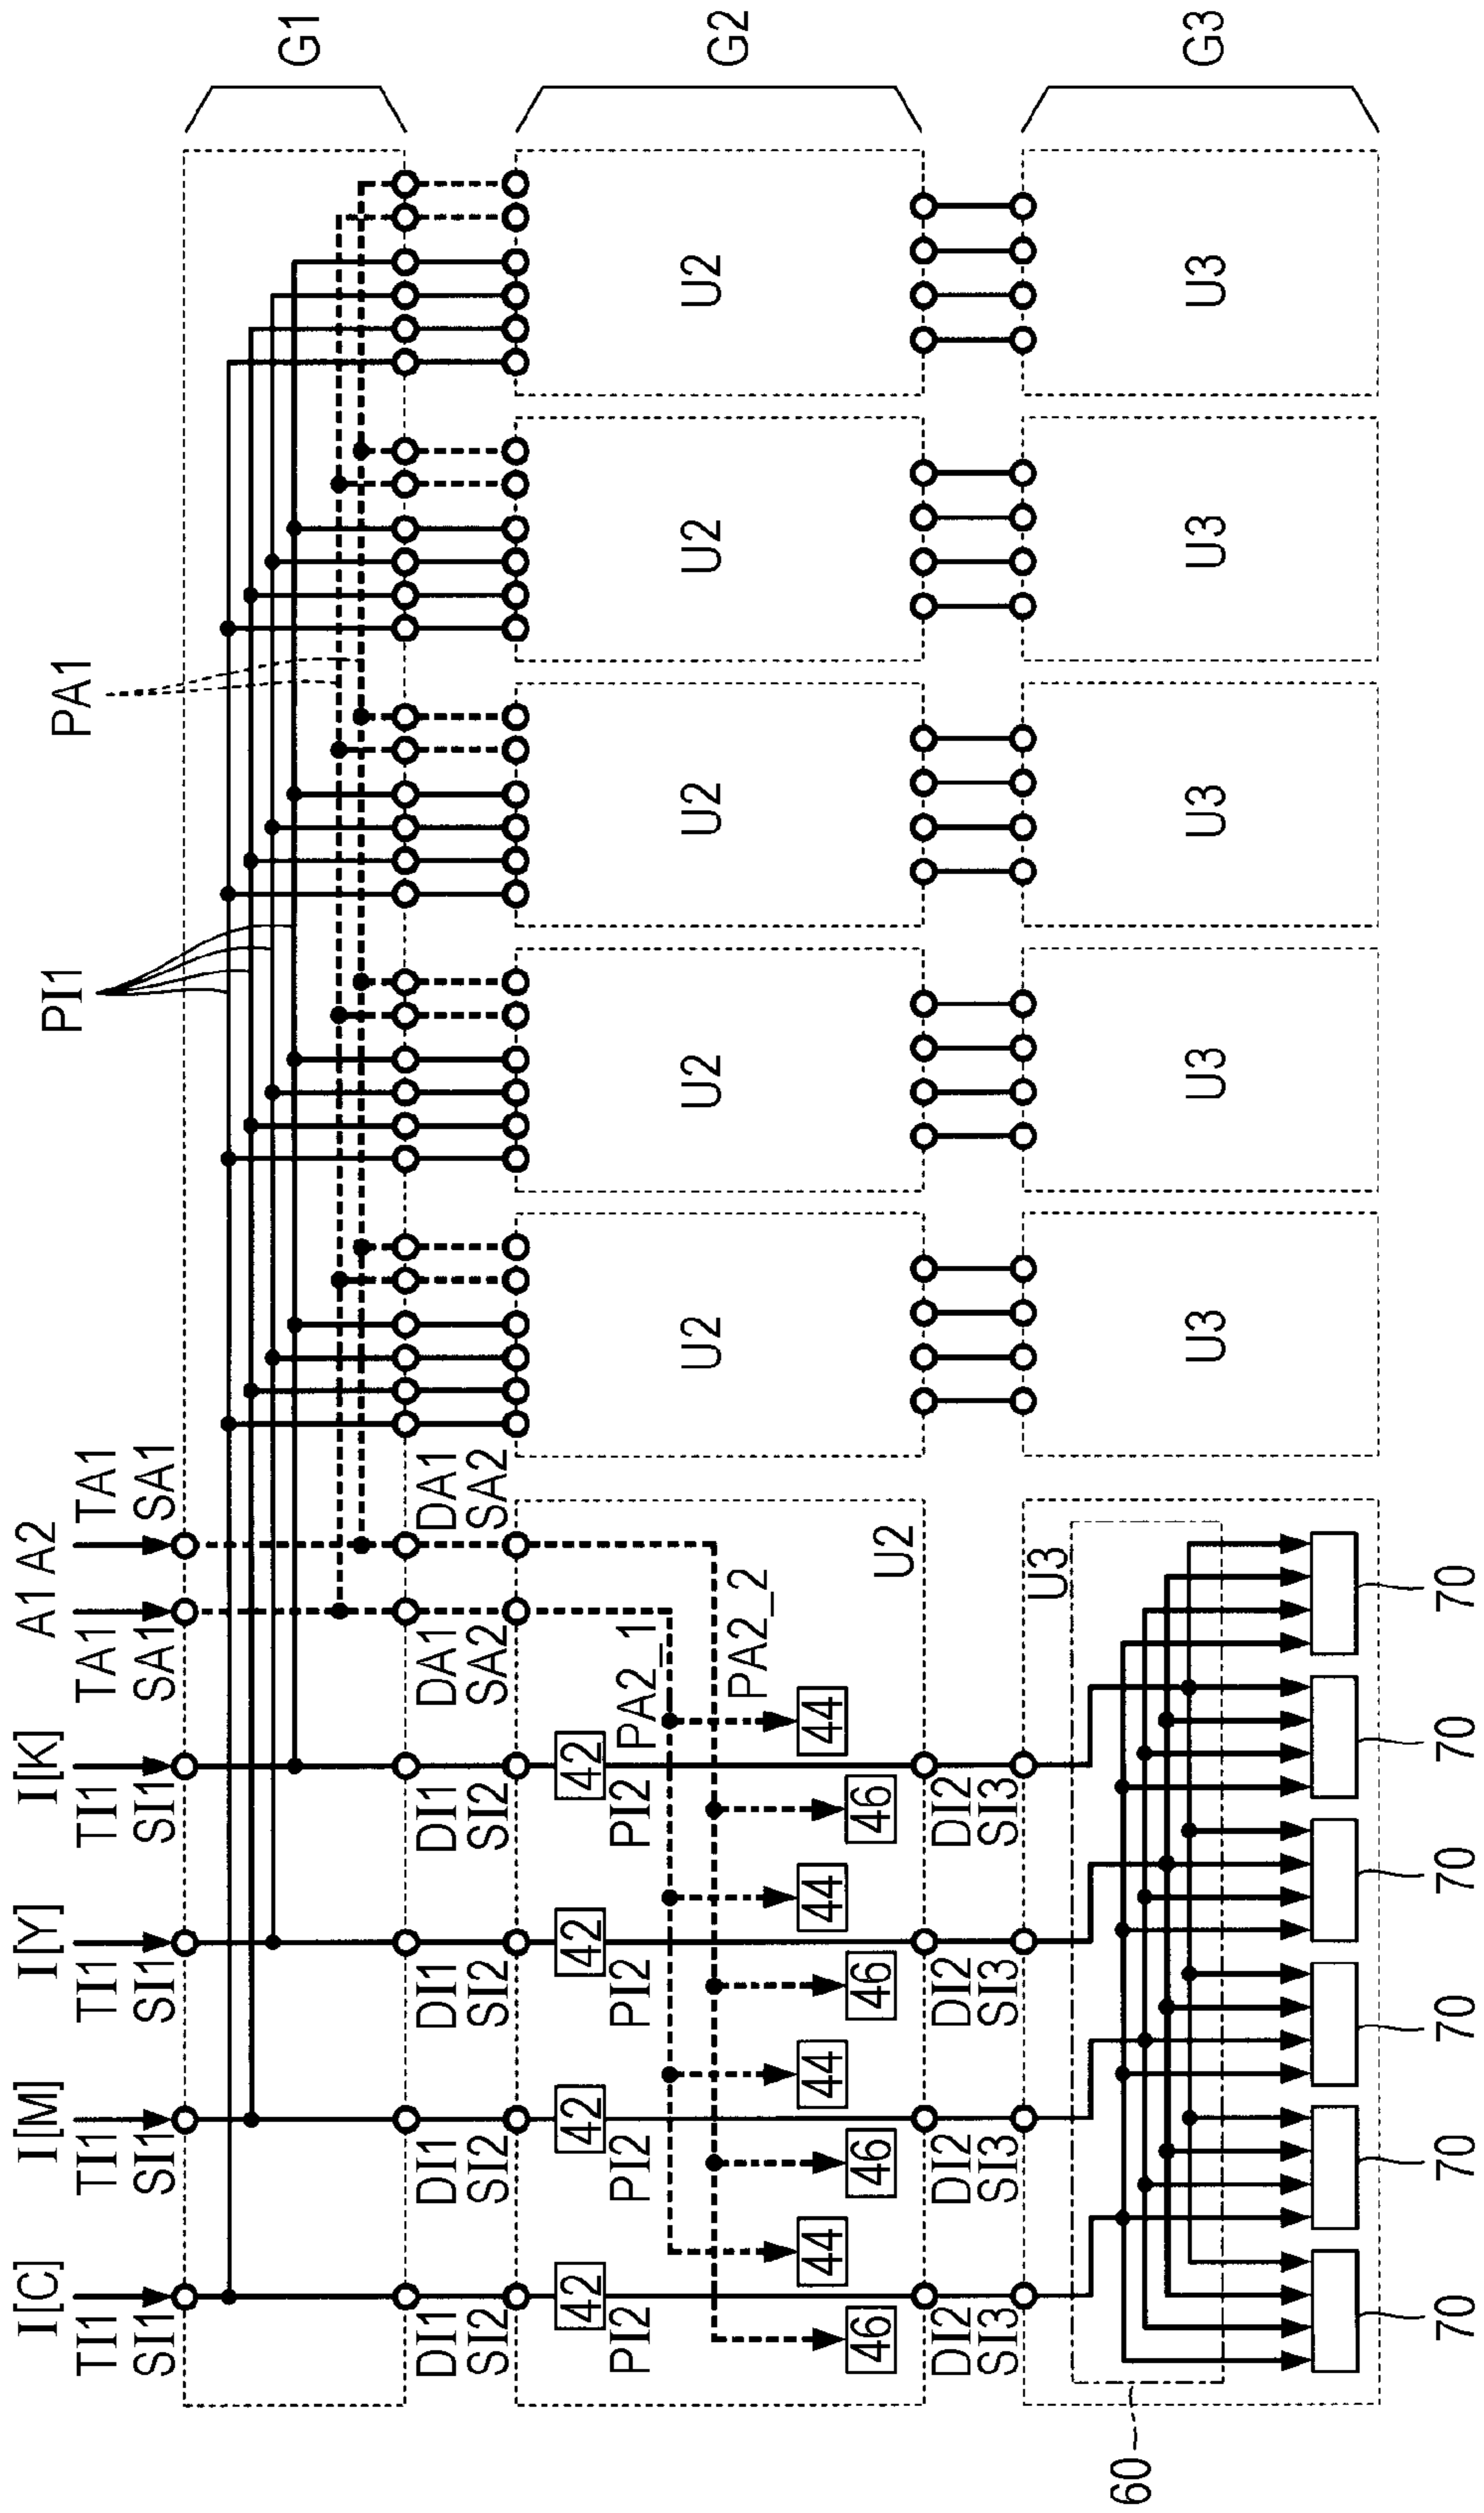 I[C] I[M] I[Y] I[K] A1 A2
TI1 TI1 TI1 TI1 TA1 TA1
SI1 SI1 SI1 SI1 SA1 SA1
PI1 PA1
G1
DI1 DI1 DI1 DI1 DA1 DA1
SI2 SI2 SI2 SI2 SA2 SA2
42 42 42 42
PI2 PI2 PI2 PI2 PA2_1
U2 U2 U2 U2 U2
G2
PA2_2
44 44 44 44
46 46 46 46
U2
DI2 DI2 DI2 DI2
SI3 SI3 SI3 SI3
U3
60
U3 U3 U3 U3 U3
G3
70 70 70 70 70 70